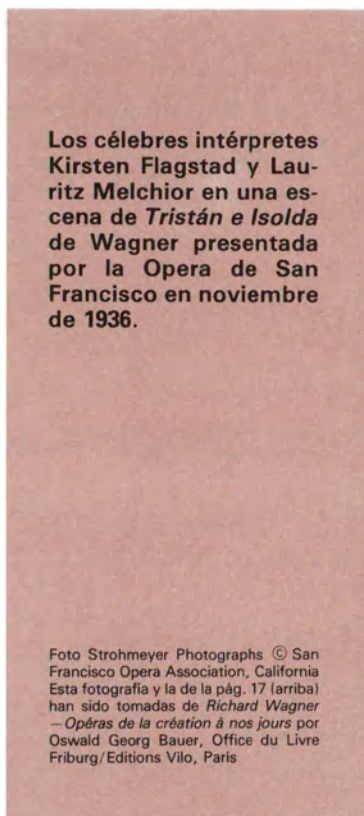 Los célebres intérpretes
Kirsten Flagstad y Lau-
ritz Melchior en una es-
cena de Tristán e Isolda
de Wagner presentada
por la Opera de San
Francisco en noviembre
de 1936.
Foto Strohmeyer Photographs © San
Francisco Opera Association, California
Esta fotografía y la de la pág. 17 (arriba)
han sido tomadas de Richard Wagner
—Opéras de la création à nos jours por
Oswald Georg Bauer, Office du Livre
Friburg/Editions Vilo, París